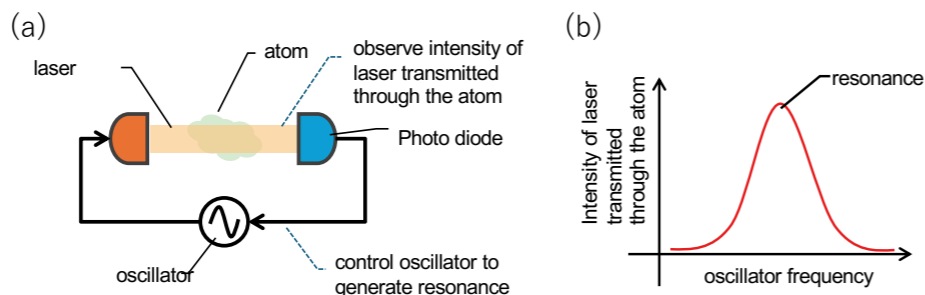 (a)
atom
observe intensity of
laser transmitted
through the atom
laser
Photo diode
oscillator
control oscillator to
generate resonance
(b)
resonance
Intensity of laser
transmitted
through the atom
oscillator frequency